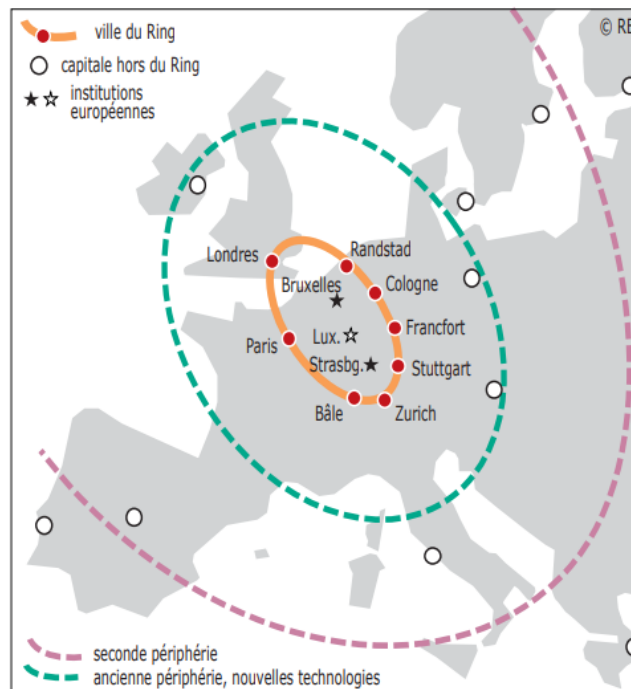 ville du Ring
© RE
capitale hors du Ring
institutions
européennes
Londres
Randstad
Bruxelles
Cologne
Francfort
Lux.
Paris
Strasbg.
Stuttgart
Bâle
Zurich
seconde périphérie
ancienne périphérie, nouvelles technologies